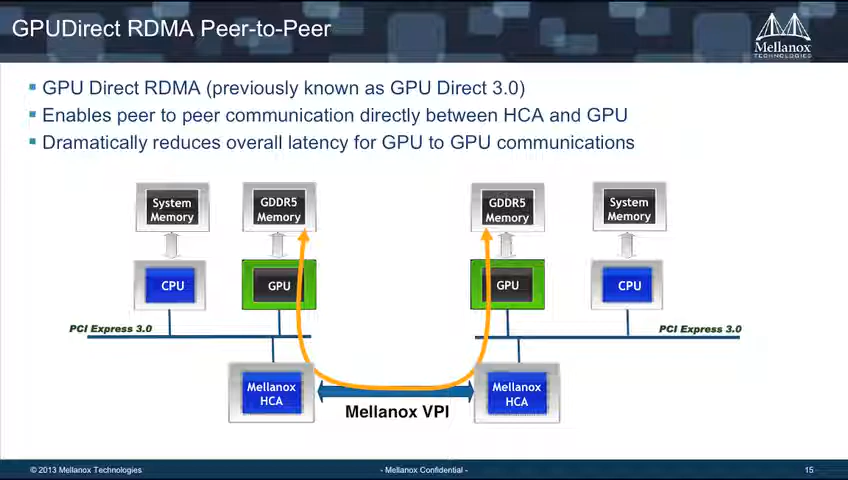 GPUDirect RDMA Peer-to-Peer
Mellanox
TECHNOLOGIES
GPU Direct RDMA (previously known as GPU Direct 3.0)
Enables peer to peer communication directly between HCA and GPU
Dramatically reduces overall latency for GPU to GPU communications
System
Memory
GDDR5
Memory
GDDR5
Memory
System
Memory
CPU
GPU
GPU
CPU
PCI Express 3.0
PCI Express 3.0
Mellanox
HCA
Mellanox
HCA
Mellanox VPI
© 2013 Mellanox Technologies
- Mellanox Confidential -
15